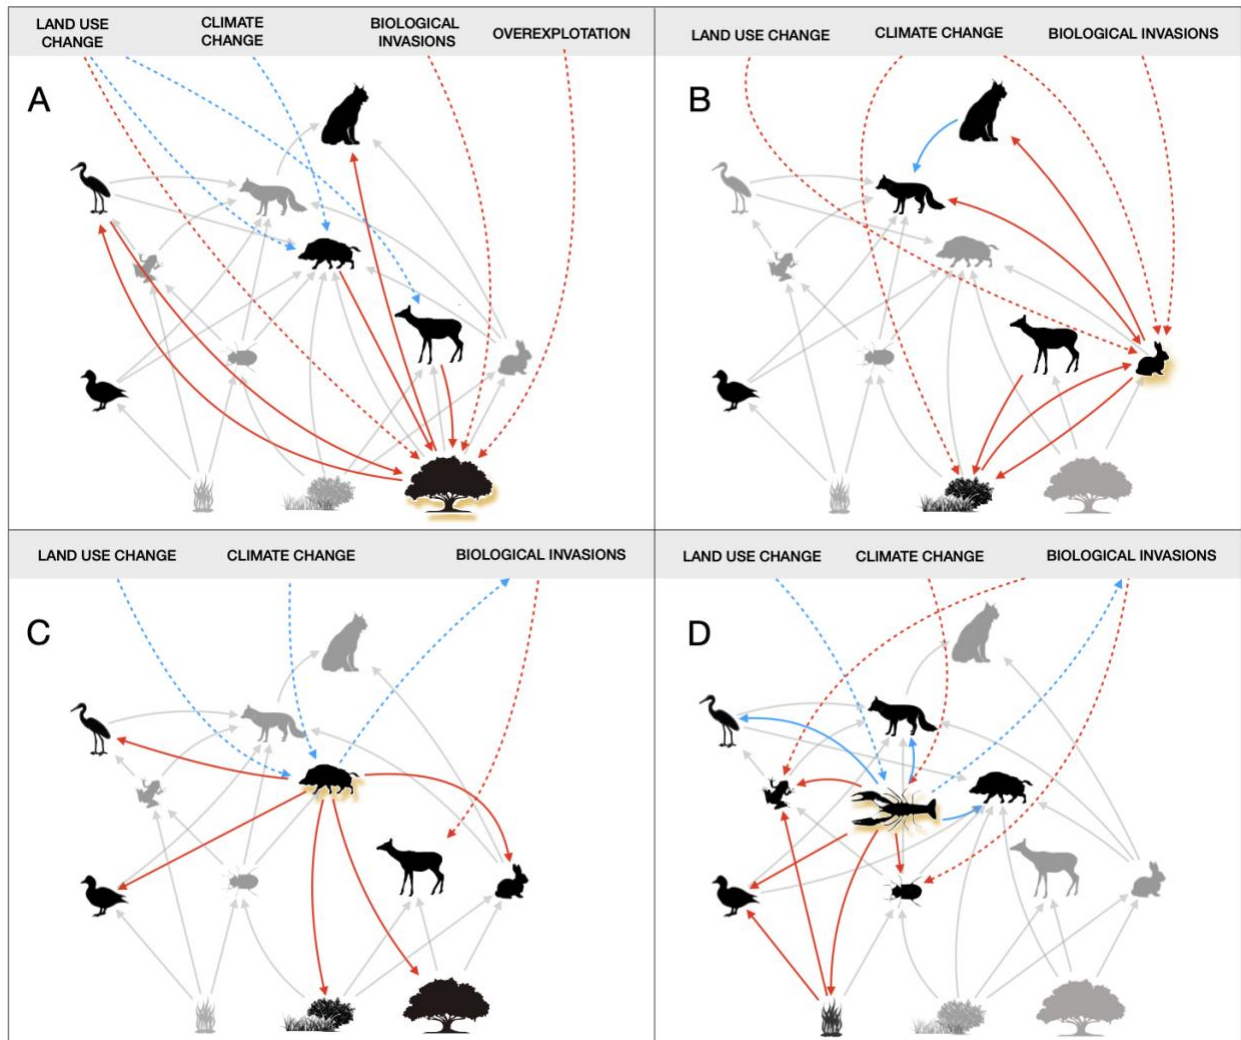 LAND USE
CHANGE
CLIMATE
CHANGE
BIOLOGICAL
INVASIONS
OVEREXPLOTATION
A
LAND USE CHANGE
CLIMATE CHANGE
BIOLOGICAL INVASIONS
B
LAND USE CHANGE
CLIMATE CHANGE
BIOLOGICAL INVASIONS
C
LAND USE CHANGE
CLIMATE CHANGE
BIOLOGICAL INVASIONS
D